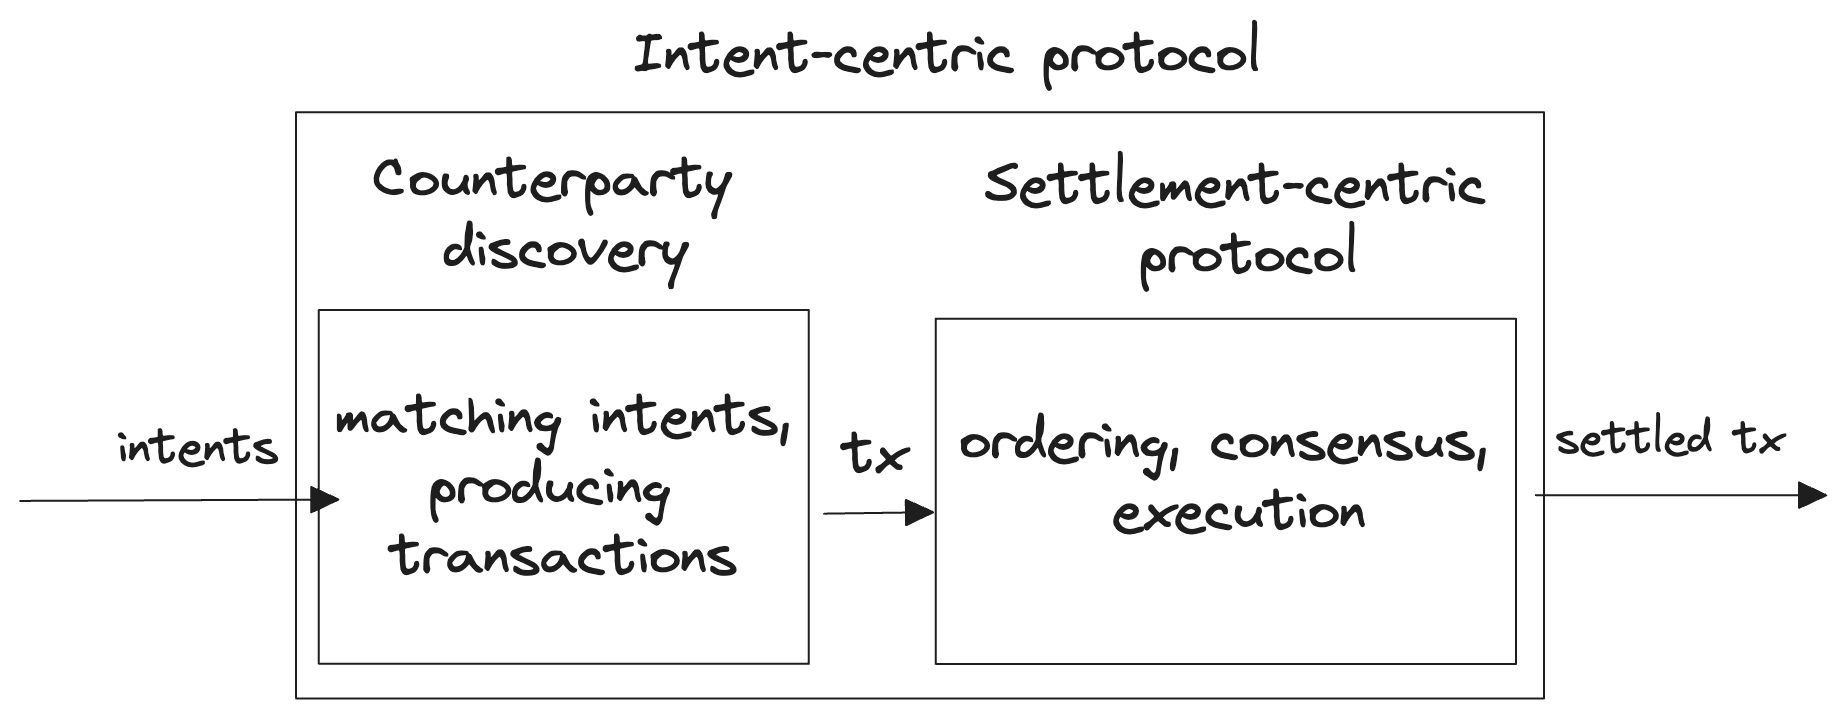 Intent-centric protocol
Counterparty
discovery
Settlement-centric
protocol
intents
matching intents,
producing
transactions
tx
ordering, consensus,
execution
settled tx